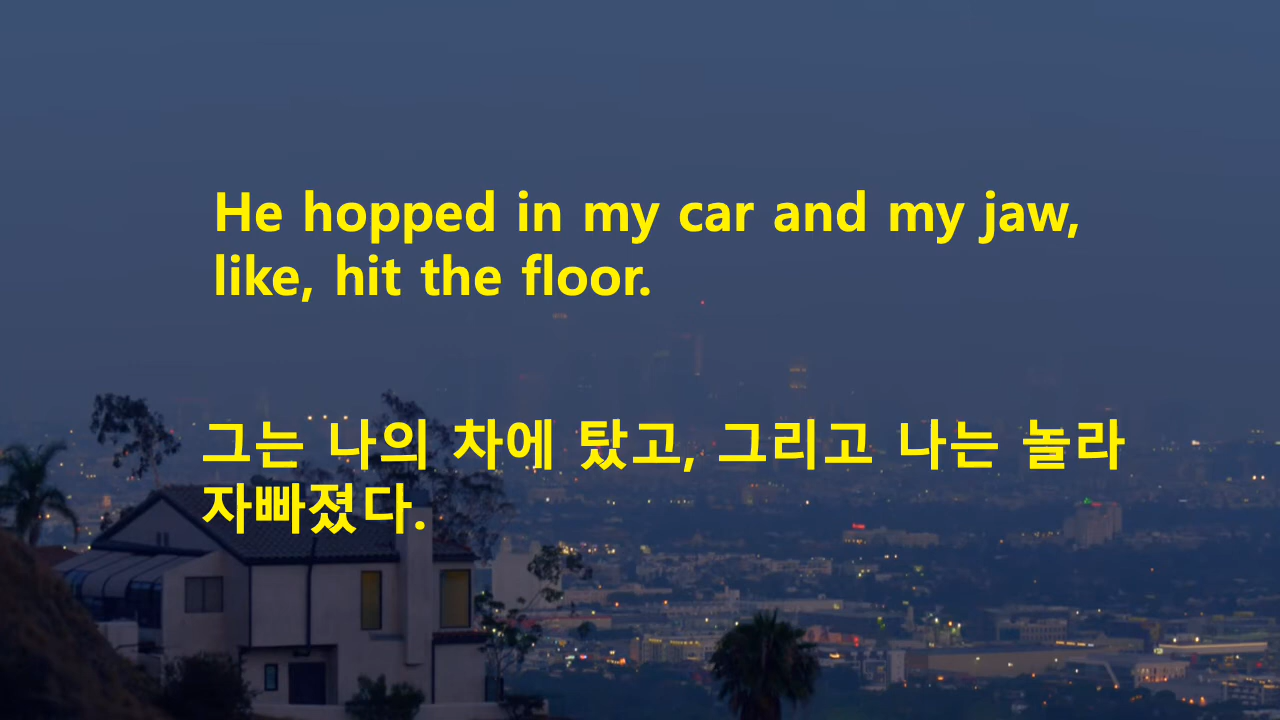 He hopped in my car and my jaw,
like, hit the floor.
그는 나의 차에 탔고, 그리고 나는 놀라
자빠졌다.